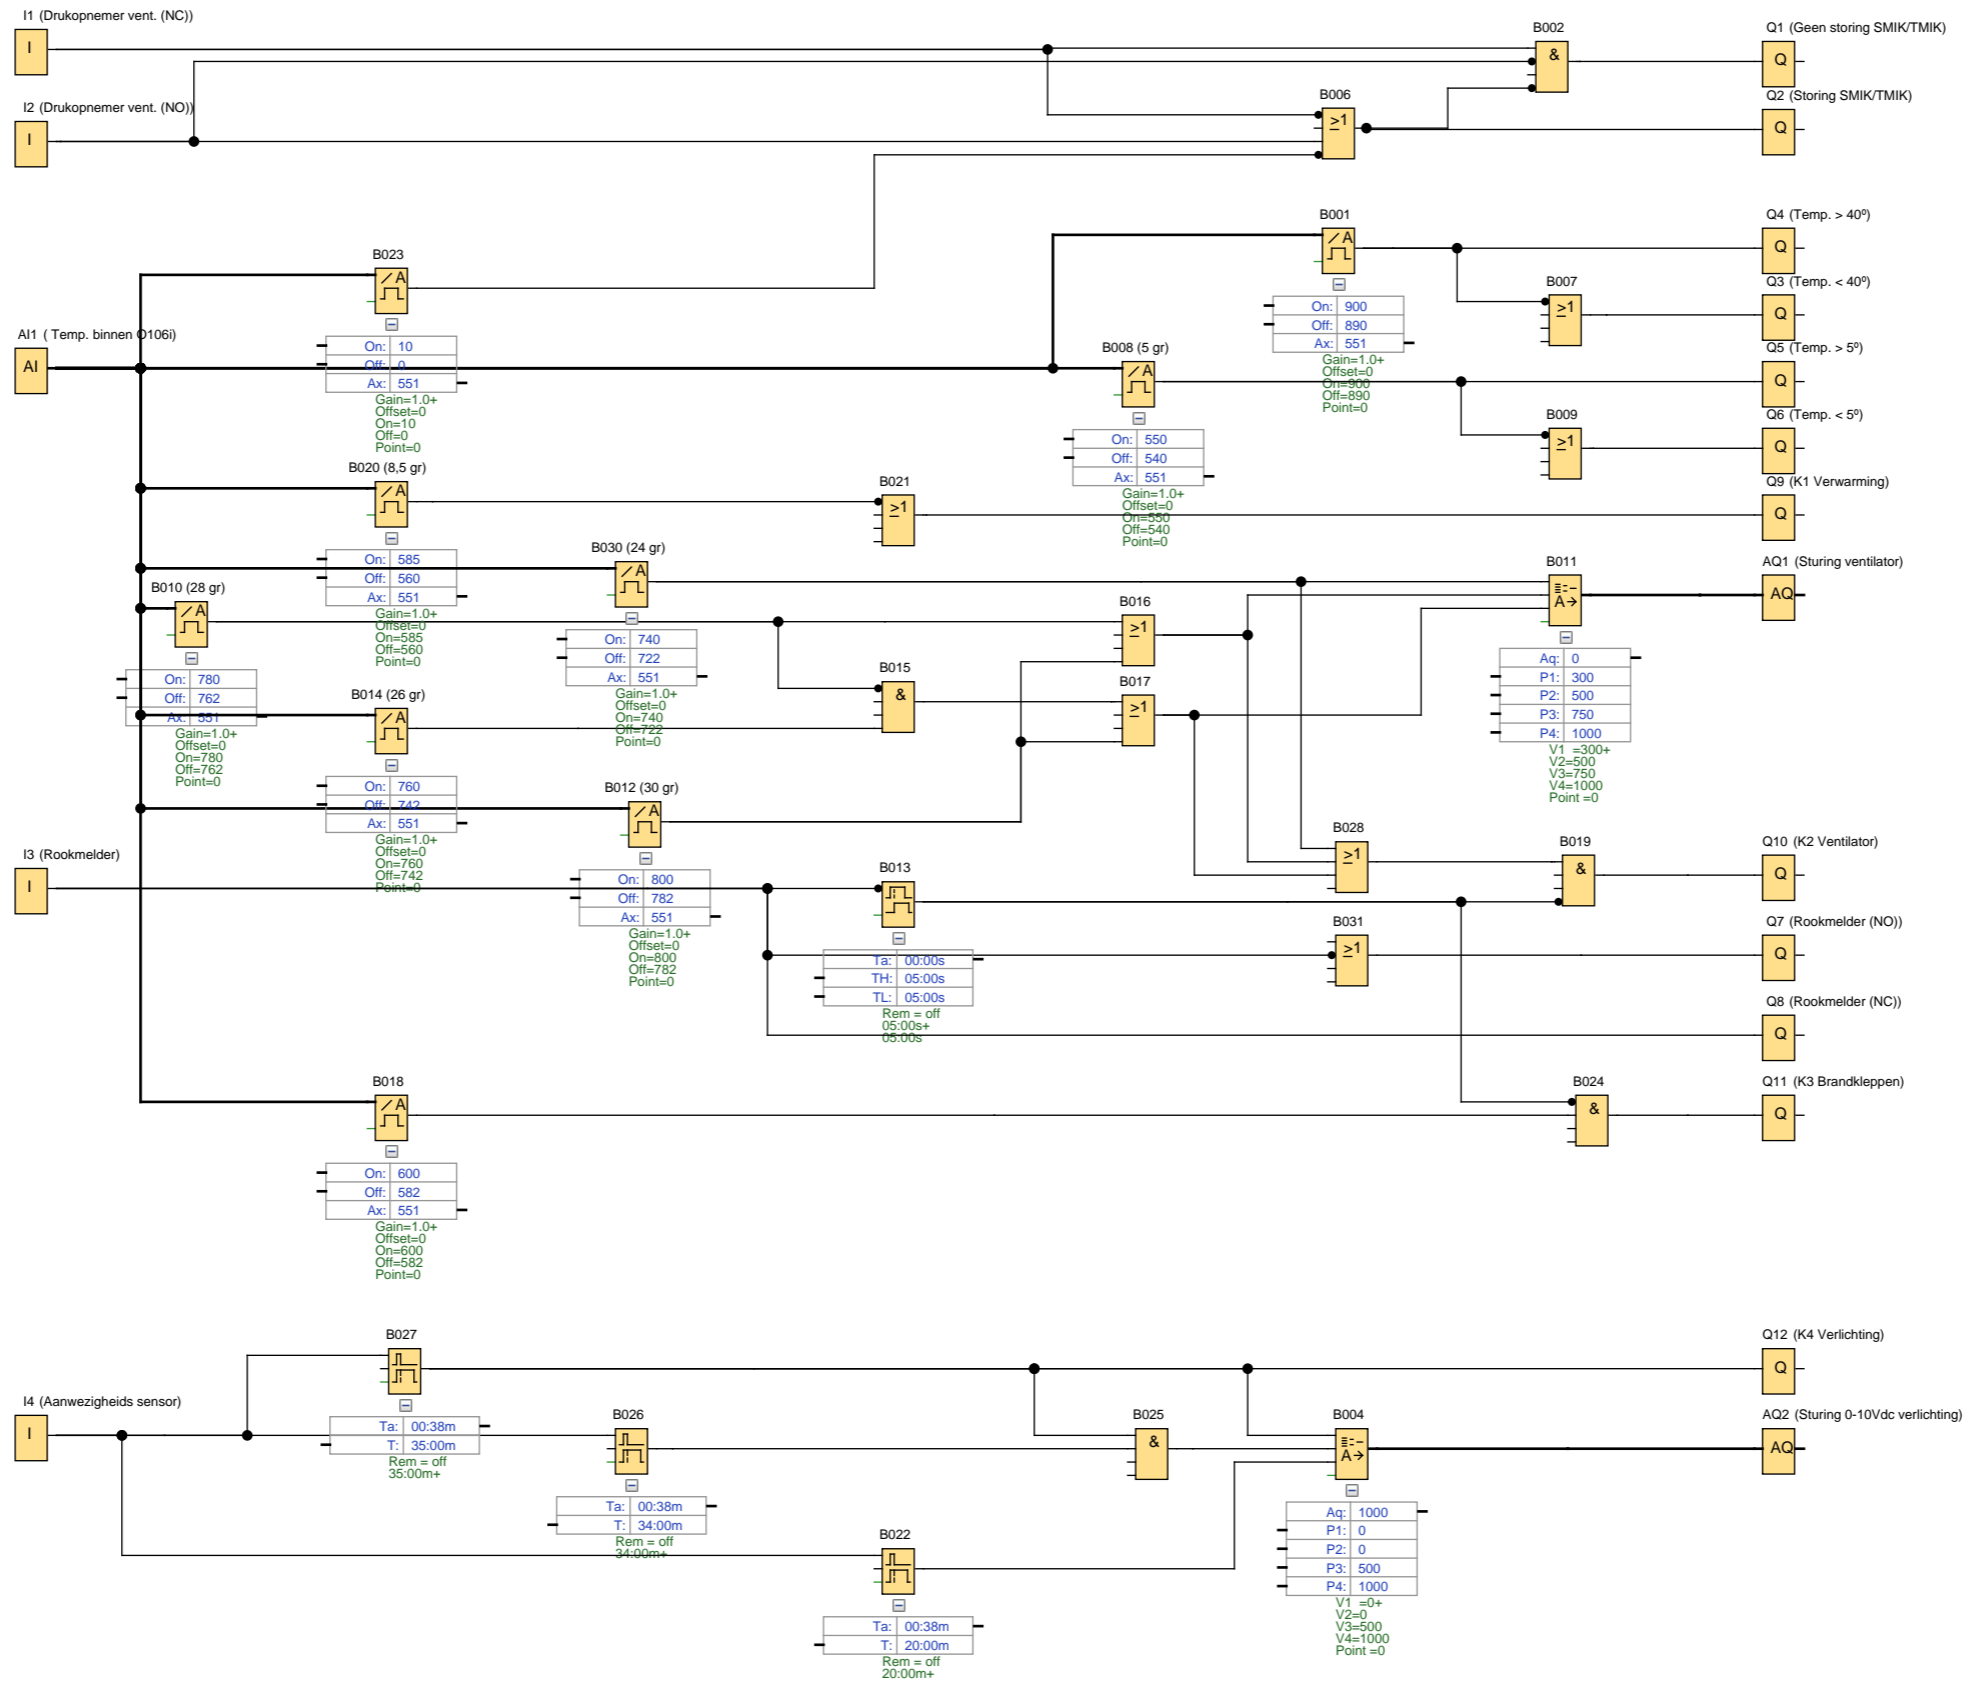 I1 (Drukopnemer vent. (NC))
I
B002
&
Q1 (Geen storing SMIK/TMIK)
Q
I2 (Drukopnemer vent. (NO))
I
B006
≥1
Q2 (Storing SMIK/TMIK)
Q
B001
A
On: 900
Off: 890
Ax: 551
Gain=1.0+
Offset=0
On=900
Off=890
Point=0
Q4 (Temp. > 40º)
Q
B007
≥1
Q3 (Temp. < 40º)
Q
B023
A
On: 10
Off: 0
Ax: 551
Gain=1.0+
Offset=0
On=10
Off=0
Point=0
AI1 ( Temp. binnen O106i)
AI
B008 (5 gr)
A
On: 550
Off: 540
Ax: 551
Gain=1.0+
Offset=0
On=550
Off=540
Point=0
Q5 (Temp. > 5º)
Q
B009
≥1
Q6 (Temp. < 5º)
Q
B020 (8,5 gr)
A
On: 585
Off: 560
Ax: 551
Gain=1.0+
Offset=0
On=585
Off=560
Point=0
B021
≥1
Q9 (K1 Verwarming)
Q
B030 (24 gr)
A
On: 740
Off: 722
Ax: 551
Gain=1.0+
Offset=0
On=740
Off=722
Point=0
B011
A→
Aq: 0
P1: 300
P2: 500
P3: 750
P4: 1000
V1 =300+
V2=500
V3=750
V4=1000
Point =0
AQ1 (Sturing ventilator)
AQ
B010 (28 gr)
A
On: 780
Off: 762
Ax: 551
Gain=1.0+
Offset=0
On=780
Off=762
Point=0
B016
≥1
B015
&
B017
≥1
B014 (26 gr)
A
On: 760
Off: 742
Ax: 551
Gain=1.0+
Offset=0
On=760
Off=742
Point=0
B012 (30 gr)
A
On: 800
Off: 782
Ax: 551
Gain=1.0+
Offset=0
On=800
Off=782
Point=0
B028
≥1
B019
&
Q10 (K2 Ventilator)
Q
I3 (Rookmelder)
I
B013
Ta: 00:00s
TH: 05:00s
TL: 05:00s
Rem = off
05:00s+
05:00s
B031
≥1
Q7 (Rookmelder (NO))
Q
Q8 (Rookmelder (NC))
Q
B018
A
On: 600
Off: 582
Ax: 551
Gain=1.0+
Offset=0
On=600
Off=582
Point=0
B024
&
Q11 (K3 Brandkleppen)
Q
B027
Ta: 00:38m
T: 35:00m
Rem = off
35:00m+
Q12 (K4 Verlichting)
Q
I4 (Aanwezigheids sensor)
I
B026
Ta: 00:38m
T: 34:00m
Rem = off
34:00m+
B025
&
B004
A→
Aq: 1000
P1: 0
P2: 0
P3: 500
P4: 1000
V1 =0+
V2=0
V3=500
V4=1000
Point =0
AQ2 (Sturing 0-10Vdc verlichting)
AQ
B022
Ta: 00:38m
T: 20:00m
Rem = off
20:00m+